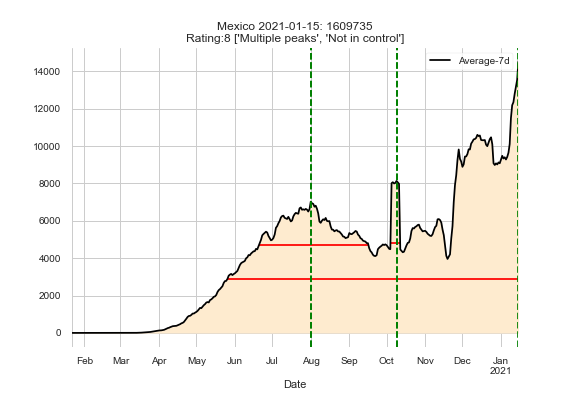 Mexico 2021-01-15: 1609735
Rating:8 ['Multiple peaks', 'Not in control']
Average-7d
14000
12000
10000
8000
6000
4000
2000
0
Feb Mar Apr May Jun Jul Aug Sep Oct Nov Dec Jan
2021
Date